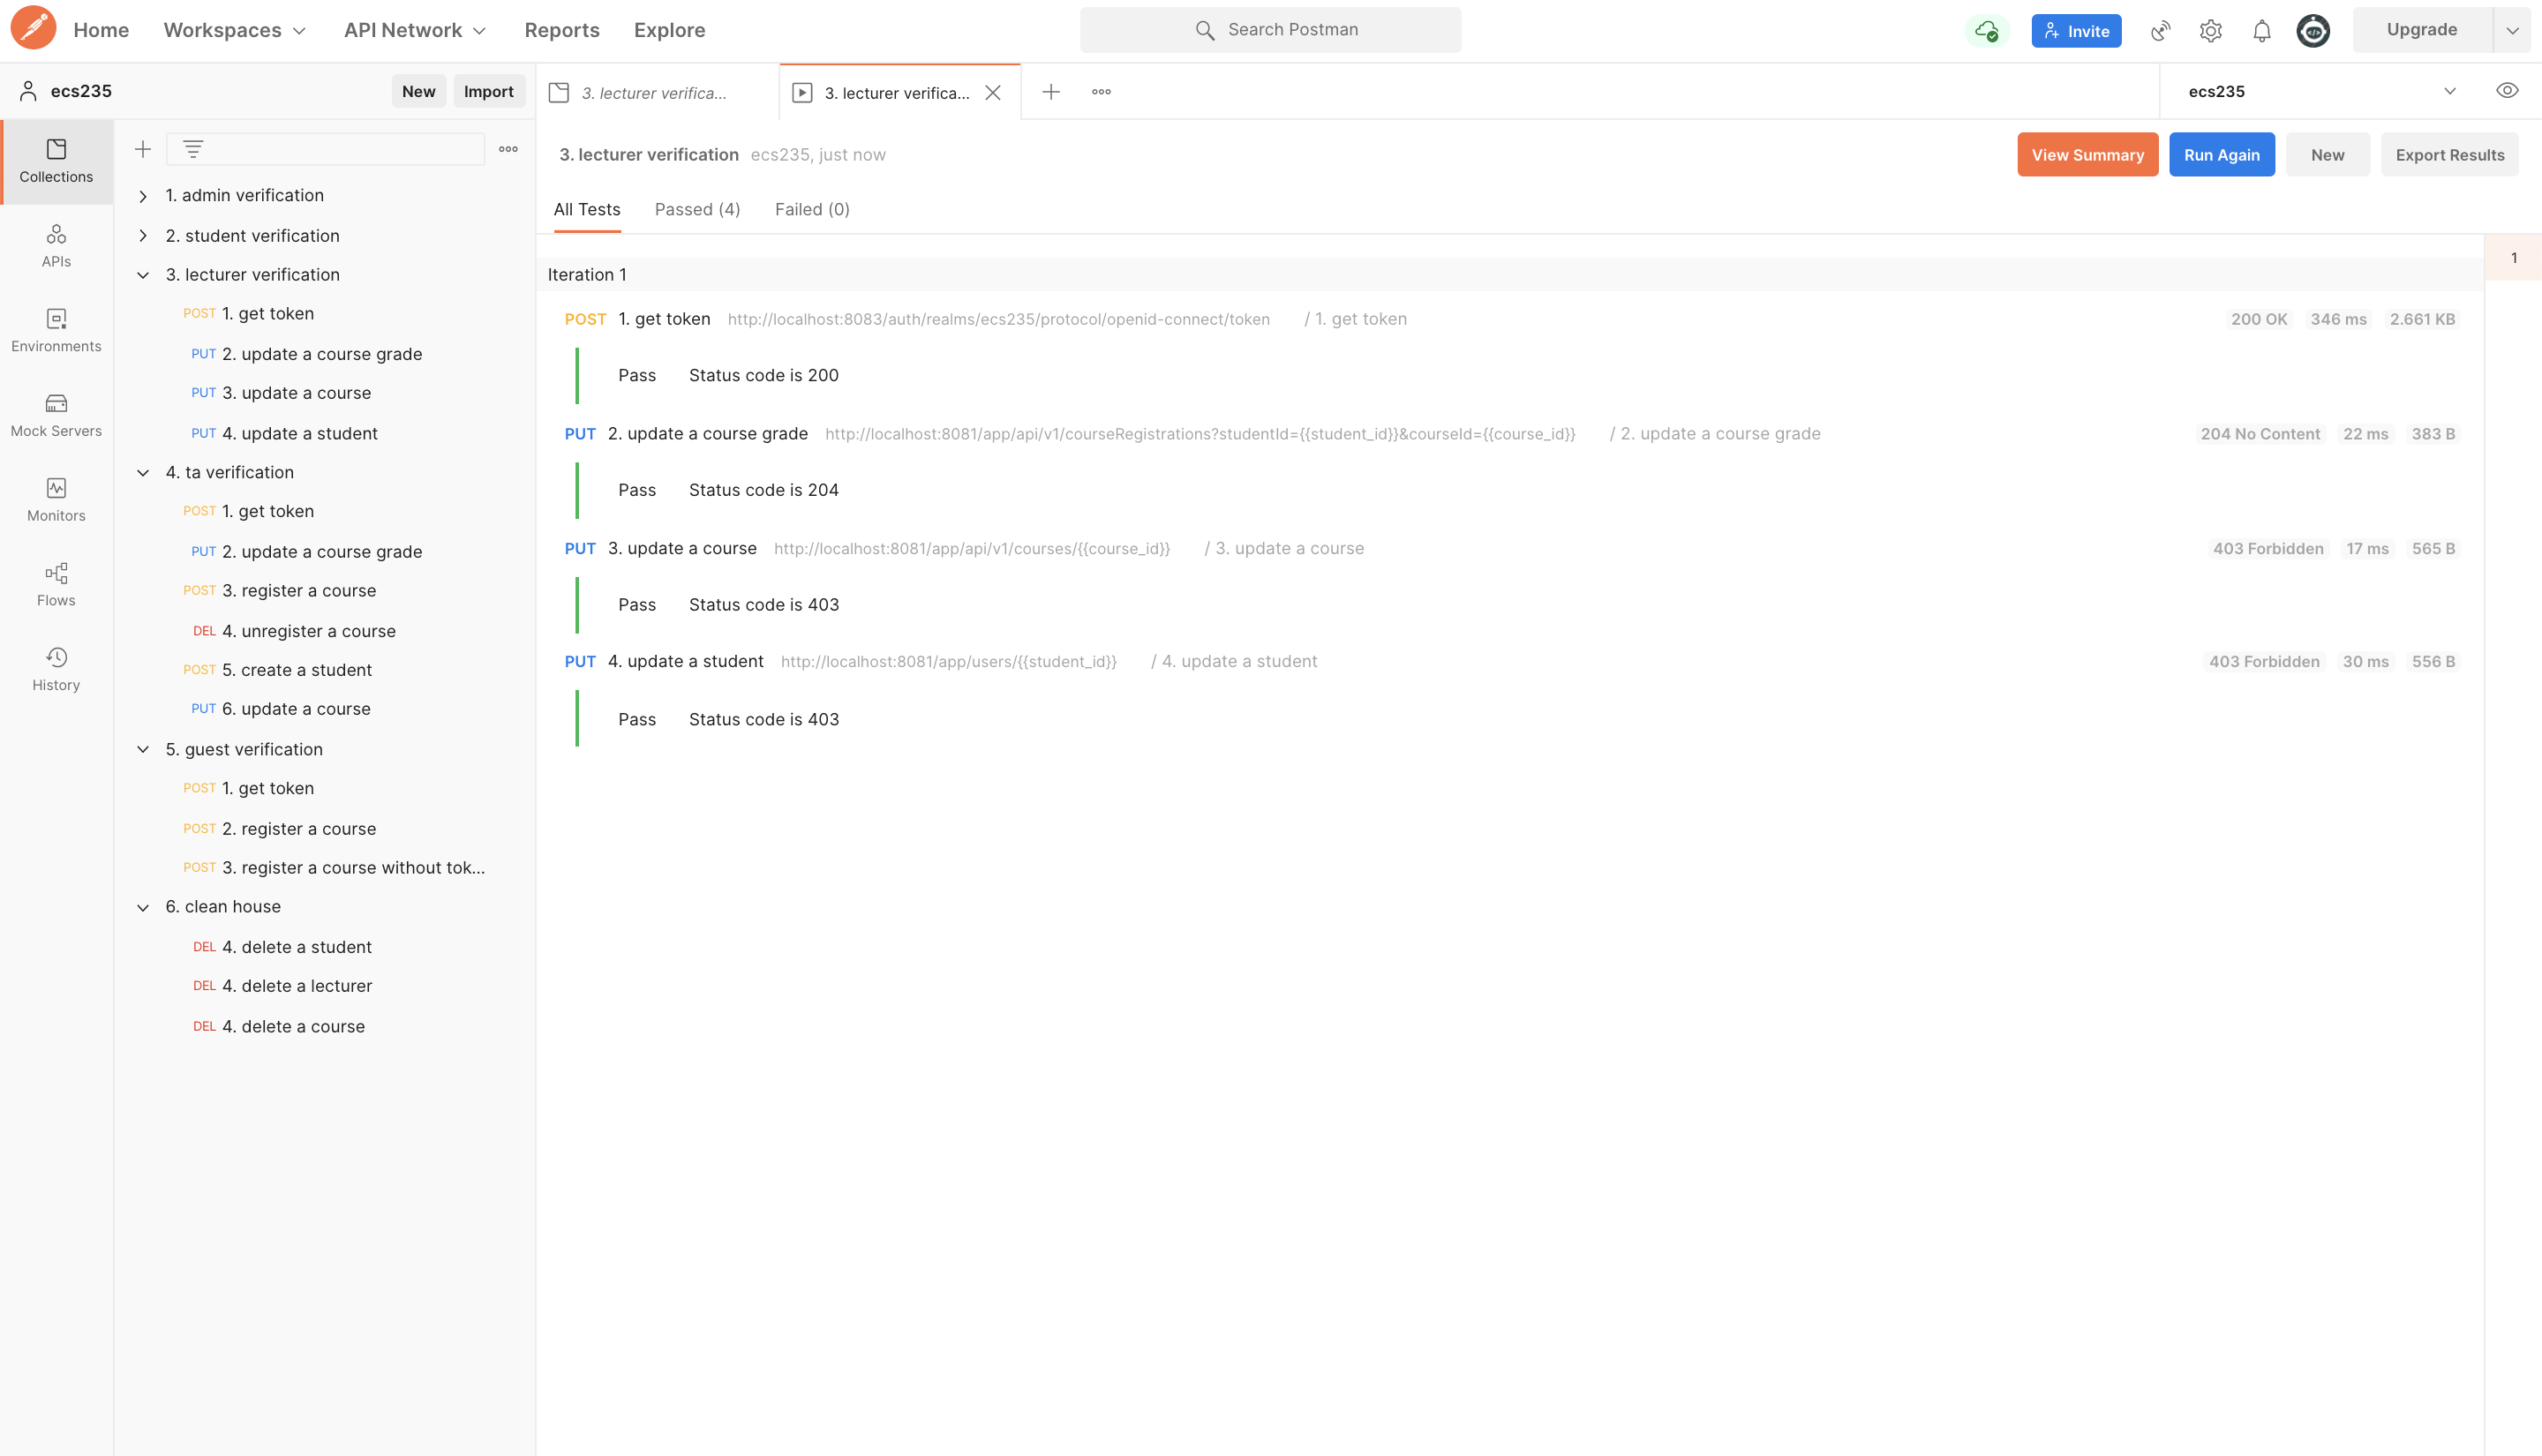 Home Workspaces API Network Reports Explore Search Postman Invite Upgrade
ecs235 New Import 3. lecturer verifica... 3. lecturer verifica... ecs235
Collections
APIs
Environments
Mock Servers
Monitors
Flows
History
1. admin verification
2. student verification
3. lecturer verification
POST 1. get token
PUT 2. update a course grade
PUT 3. update a course
PUT 4. update a student
4. ta verification
POST 1. get token
PUT 2. update a course grade
POST 3. register a course
DEL 4. unregister a course
POST 5. create a student
PUT 6. update a course
5. guest verification
POST 1. get token
POST 2. register a course
POST 3. register a course without tok...
6. clean house
DEL 4. delete a student
DEL 4. delete a lecturer
DEL 4. delete a course
3. lecturer verification ecs235, just now View Summary Run Again New Export Results
All Tests Passed (4) Failed (0)
Iteration 1
1
POST 1. get token http://localhost:8083/auth/realms/ecs235/protocol/openid-connect/token / 1. get token 200 OK 346 ms 2.661 KB
Pass Status code is 200
PUT 2. update a course grade http://localhost:8081/app/api/v1/courseRegistrations?studentId={{student_id}}&courseId={{course_id}} / 2. update a course grade 204 No Content 22 ms 383 B
Pass Status code is 204
PUT 3. update a course http://localhost:8081/app/api/v1/courses/{{course_id}} / 3. update a course 403 Forbidden 17 ms 565 B
Pass Status code is 403
PUT 4. update a student http://localhost:8081/app/users/{{student_id}} / 4. update a student 403 Forbidden 30 ms 556 B
Pass Status code is 403